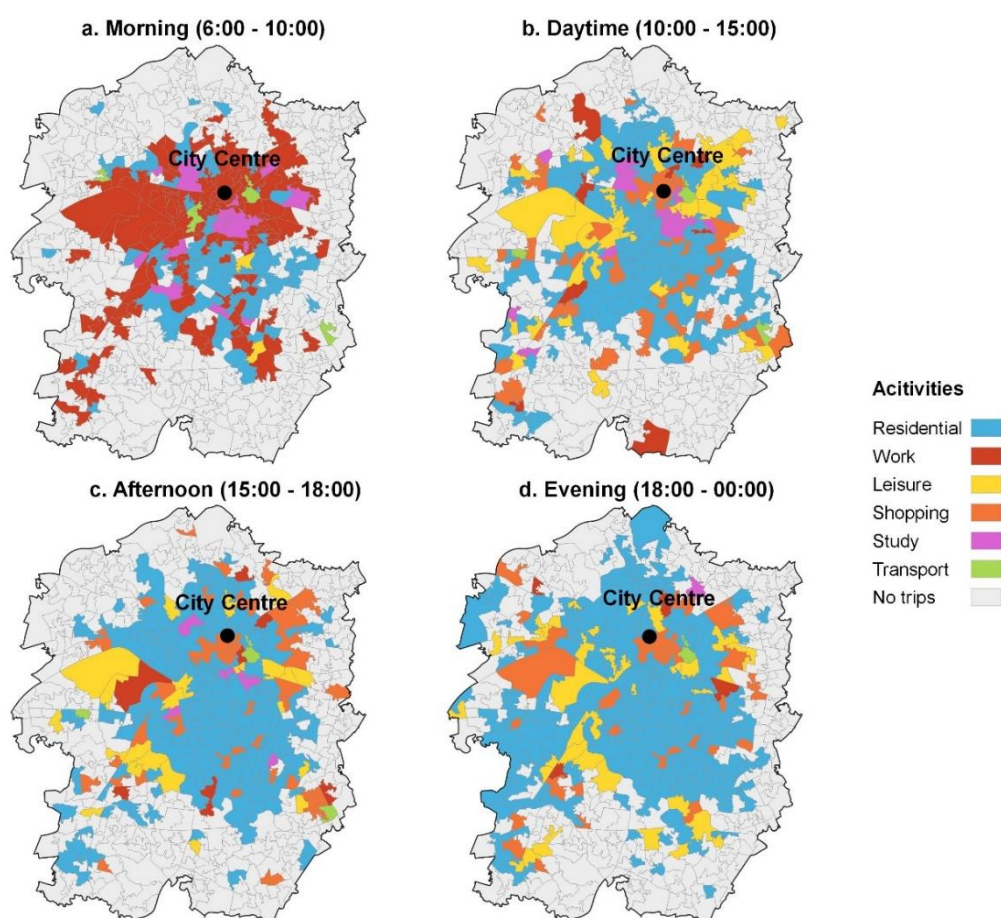 a. Morning (6:00 - 10:00)
b. Daytime (10:00 - 15:00)
City Centre
City Centre
Acitivities
Residential
Work
Leisure
Shopping
Study
Transport
No trips
c. Afternoon (15:00 - 18:00)
d. Evening (18:00 - 00:00)
City Centre
City Centre